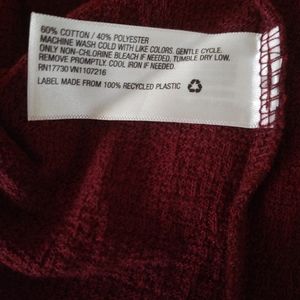 60% COTTON / 40% POLYESTER
MACHINE WASH COLD WITH LIKE COLORS. GENTLE CYCLE.
ONLY NON-CHLORINE BLEACH IF NEEDED, TUMBLE DRY LOW.
REMOVE PROMPTLY. COOL IRON IF NEEDED.
RN17730 VN1107216
LABEL MADE FROM 100% RECYCLED PLASTIC